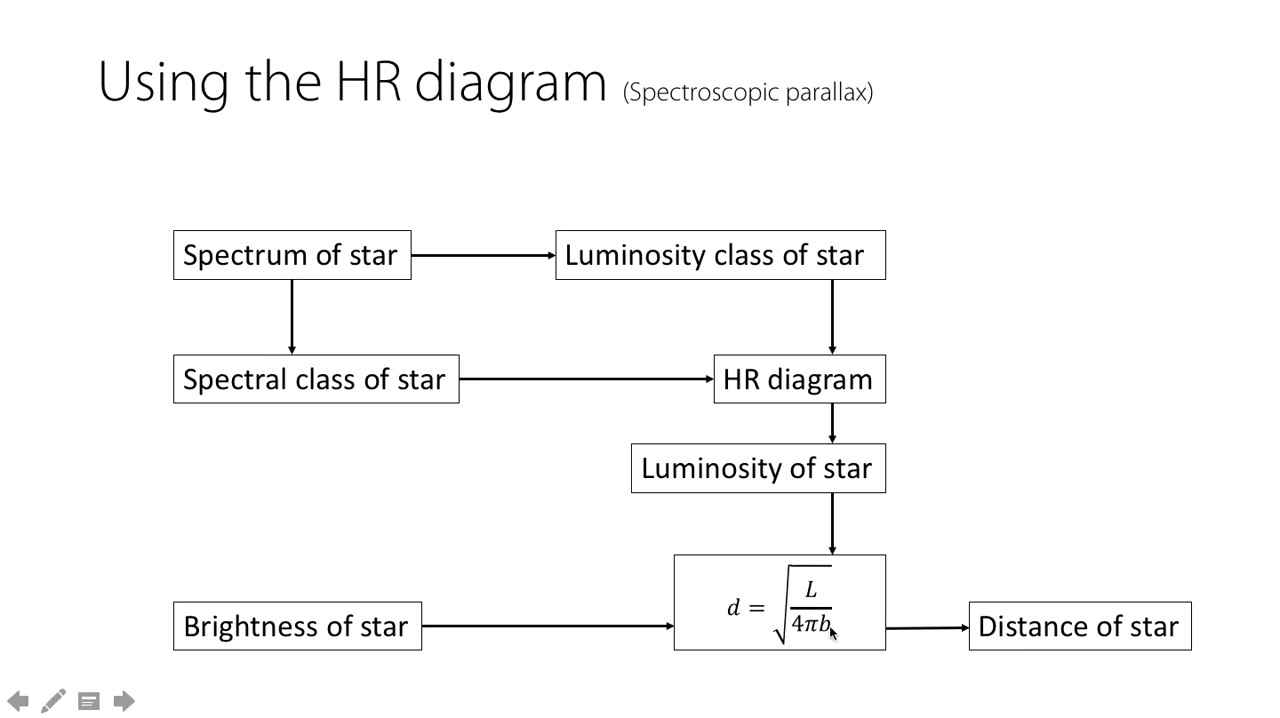 Using the HR diagram (Spectroscopic parallax)
Spectrum of star
Luminosity class of star
Spectral class of star
HR diagram
Luminosity of star
Brightness of star
d = √(L/4πb)
Distance of star